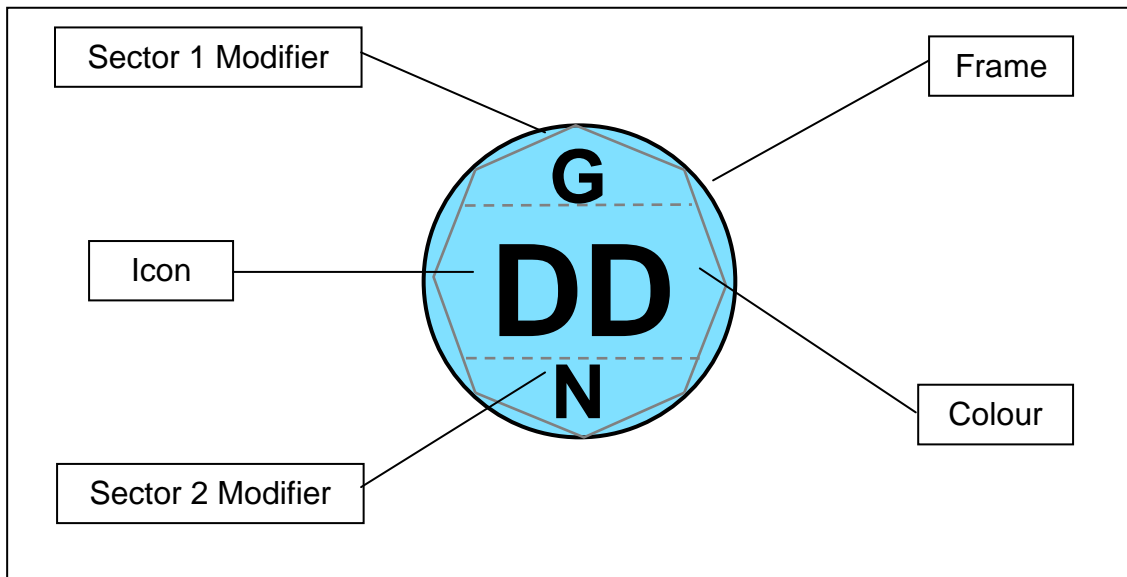 Sector 1 Modifier
Frame
G
Icon
DD
Colour
N
Sector 2 Modifier